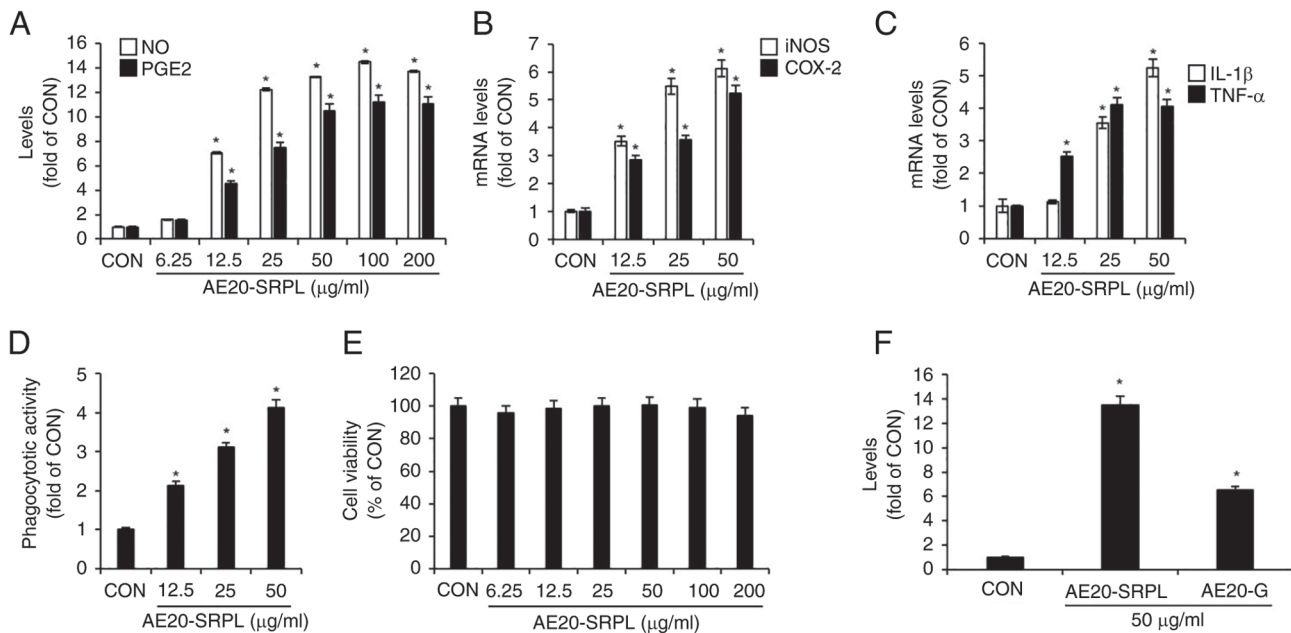 A
NO
PGE2
Levels
(fold of CON)
16
14
12
10
8
6
4
2
0
* * * * * * * * * *
CON 6.25 12.5 25 50 100 200
AE20-SRPL (μg/ml)
B
iNOS
COX-2
mRNA levels
(fold of CON)
7
6
5
4
3
2
1
0
* * * * * *
CON 12.5 25 50
AE20-SRPL (μg/ml)
C
IL-1β
TNF-α
mRNA levels
(fold of CON)
6
5
4
3
2
1
0
* * * * *
CON 12.5 25 50
AE20-SRPL (μg/ml)
D
Phagocytotic activity
(fold of CON)
5
4
3
2
1
0
* * *
CON 12.5 25 50
AE20-SRPL (μg/ml)
E
Cell viability
(% of CON)
120
100
80
60
40
20
0
CON 6.25 12.5 25 50 100 200
AE20-SRPL (μg/ml)
F
Levels
(fold of CON)
16
14
12
10
8
6
4
2
0
* *
CON AE20-SRPL AE20-G
50 μg/ml